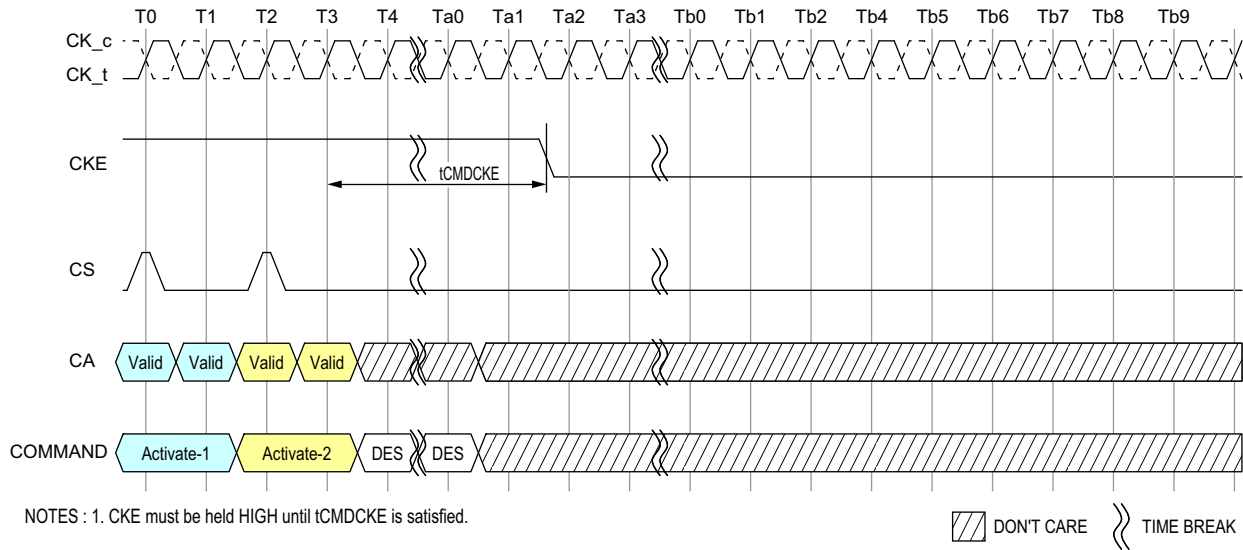 T0 T1 T2 T3 T4 Ta0 Ta1 Ta2 Ta3 Tb0 Tb1 Tb2 Tb4 Tb5 Tb6 Tb7 Tb8 Tb9
CK_c
CK_t
CKE
tCMDCKE
CS
CA Valid Valid Valid Valid
COMMAND Activate-1 Activate-2 DES DES
NOTES : 1. CKE must be held HIGH until tCMDCKE is satisfied.
DON'T CARE TIME BREAK